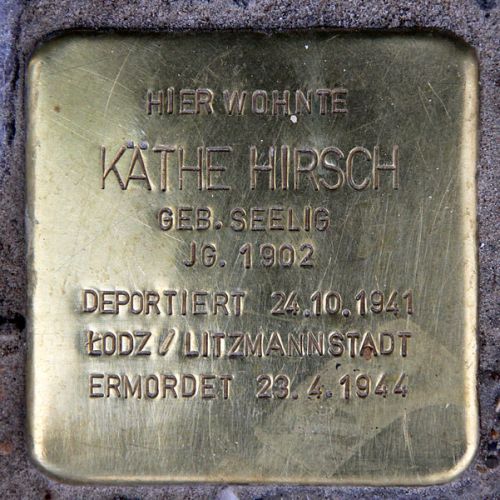 HIER WOHNTE
KÄTHE HIRSCH
GEB. SEELIG
JG. 1902
DEPORTIERT 24.10.1941
ŁODZ / LITZMANNSTADT
ERMORDET 23.4.1944